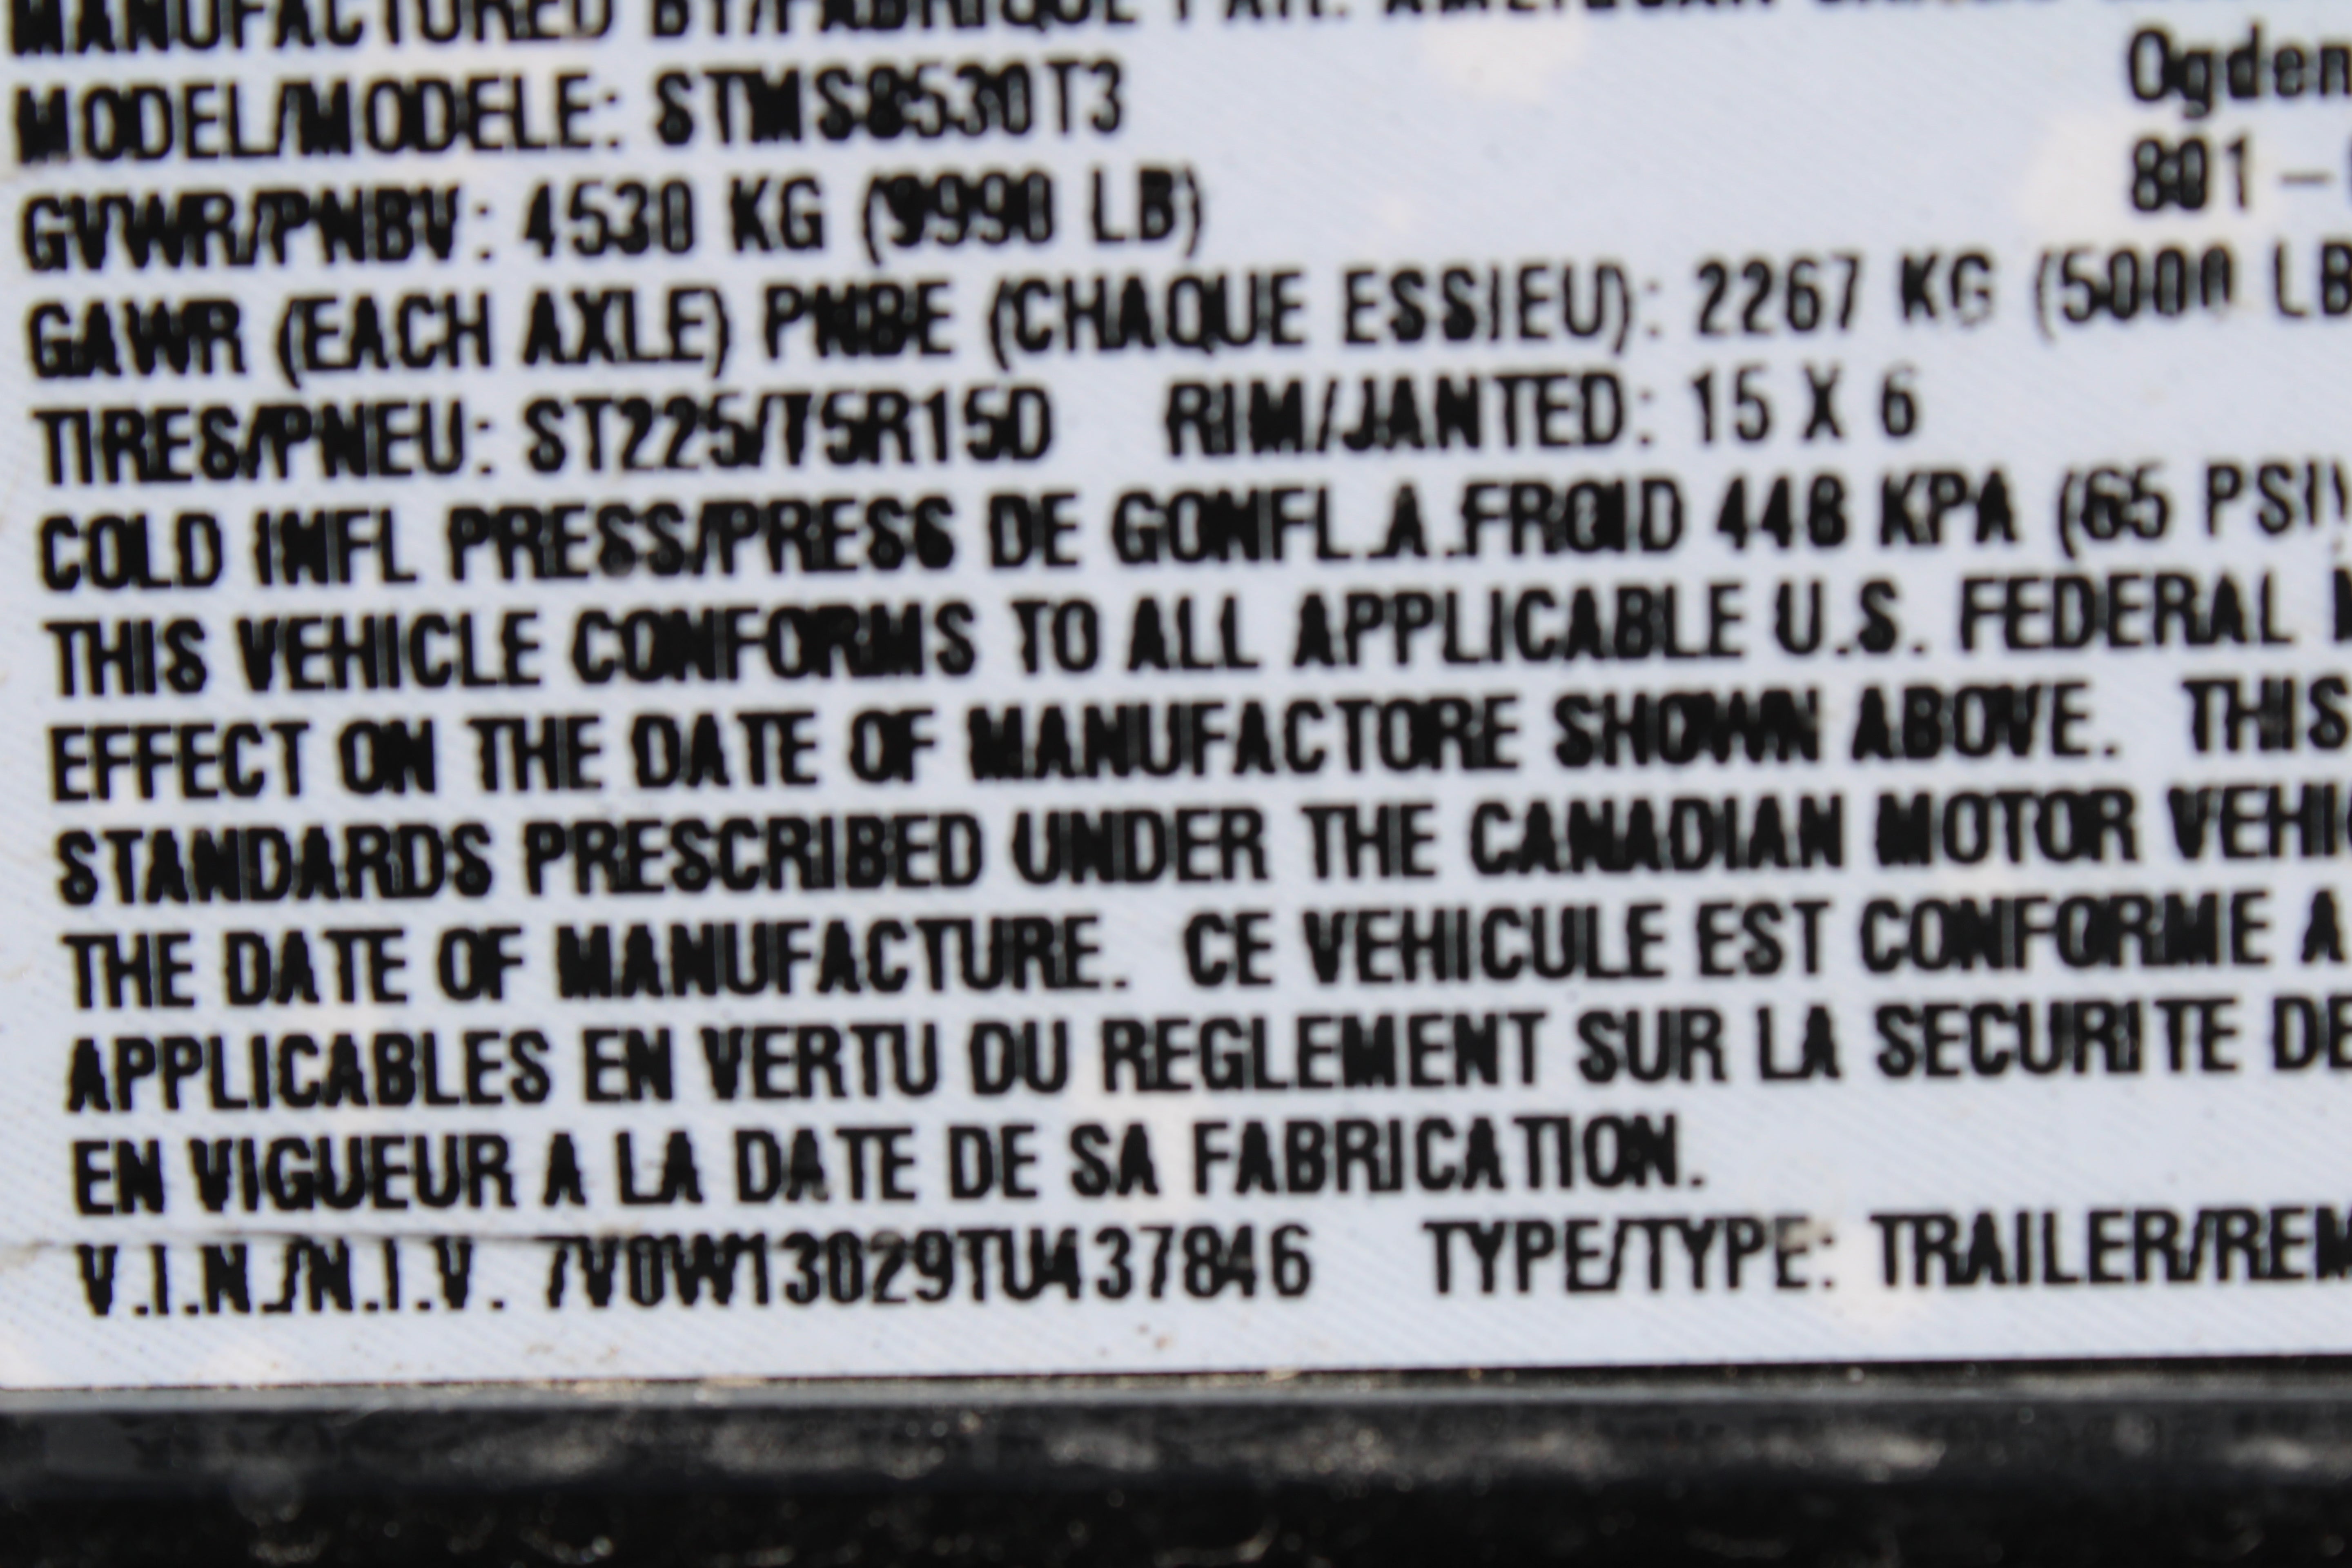 MANUFACTURED BY/FABRIQUE PAR:
Ogden
MODEL/MODELE: STMS8530T3
801 –
GVWR/PNBV: 4530 KG (9990 LB)
GAWR (EACH AXLE) PNBE (CHAQUE ESSIEU): 2267 KG (5000 LB
TIRES/PNEU: ST225/75R15D RIM/JANTED: 15 X 6
COLD INFL PRESS/PRESS DE GONFL.A.FROID 448 KPA (65 PSI)
THIS VEHICLE CONFORMS TO ALL APPLICABLE U.S. FEDERAL
EFFECT ON THE DATE OF MANUFACTORE SHOWN ABOVE. THIS
STANDARDS PRESCRIBED UNDER THE CANADIAN MOTOR VEHIC
THE DATE OF MANUFACTURE. CE VEHICULE EST CONFORME A
APPLICABLES EN VERTU DU REGLEMENT SUR LA SECURITE DE
EN VIGUEUR A LA DATE DE SA FABRICATION.
V.I.N./N.I.V. 7V0W13029TU437846 TYPE/TYPE: TRAILER/REM